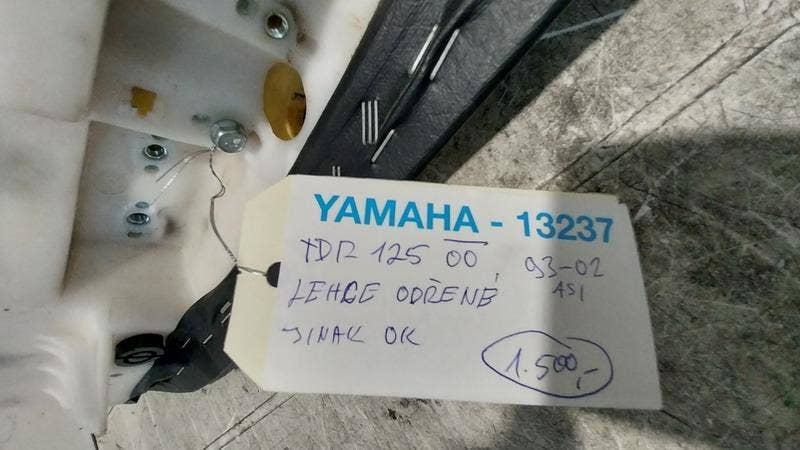 YAMAHA - 13237
TDR 125 00, 93-02
ASI
LEHCE ODŘENÉ
JINAK OK
1.500,-